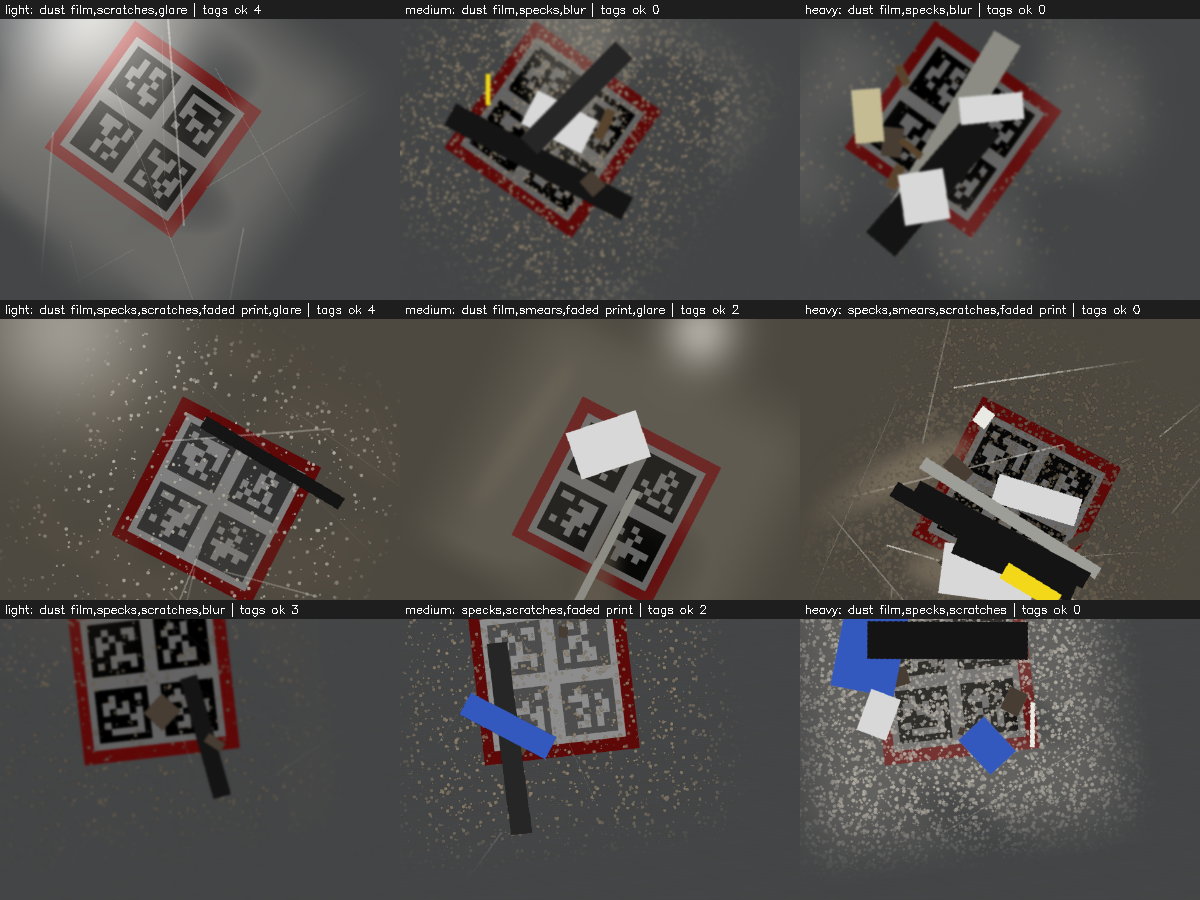 light: dust film,scratches,glare | tags ok 4
medium: dust film,specks,blur | tags ok 0
heavy: dust film,specks,blur | tags ok 0
light: dust film,specks,scratches,faded print,glare | tags ok 4
medium: dust film,smears,faded print,glare | tags ok 2
heavy: specks,smears,scratches,faded print | tags ok 0
light: dust film,specks,scratches,blur | tags ok 3
medium: specks,scratches,faded print | tags ok 2
heavy: dust film,specks,scratches | tags ok 0